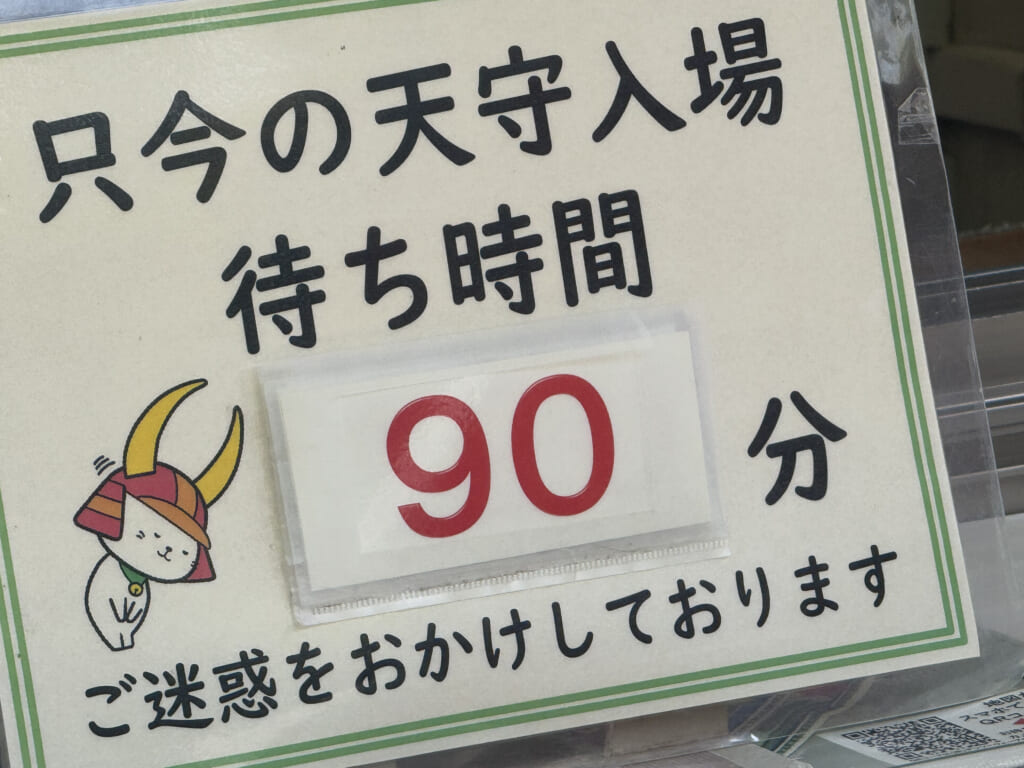 只今の天守入場
待ち時間
90 分
ご迷惑をおかけしております